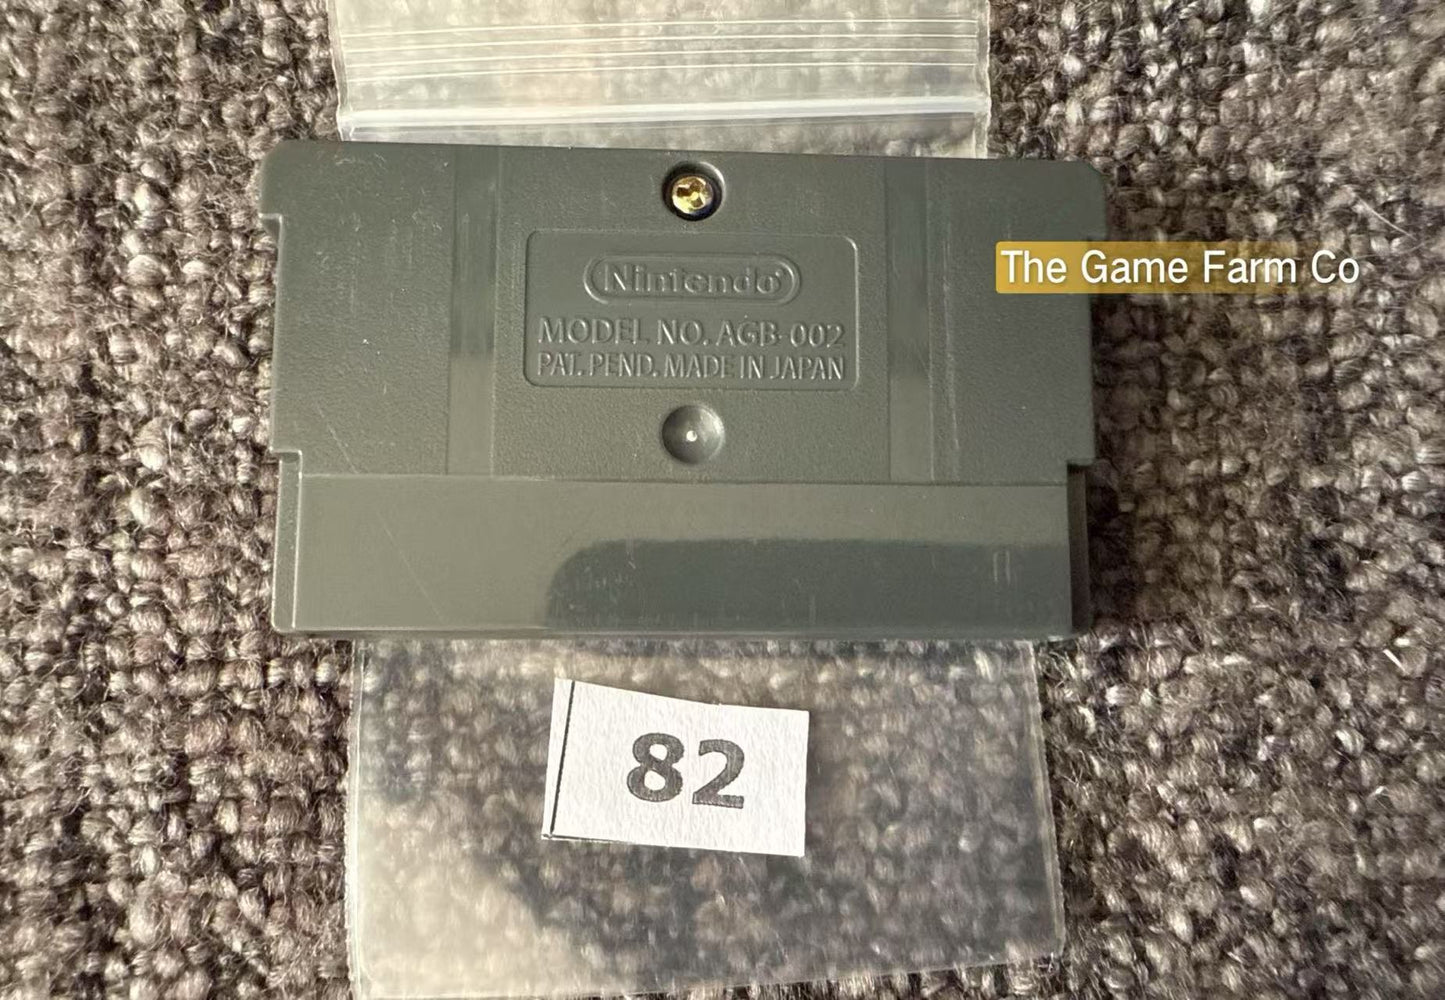 Nintendo
MODEL NO. AGB-002
PAT. PEND. MADE IN JAPAN
The Game Farm Co
82